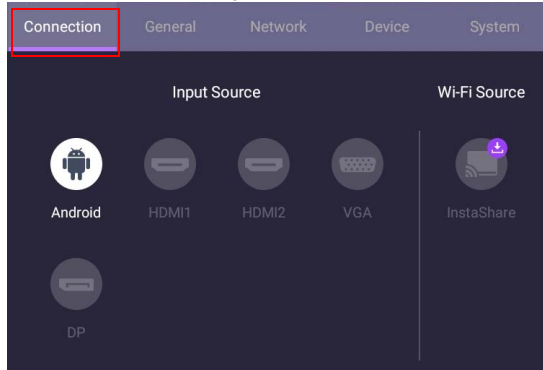 Connection General Network Device System
Input Source Wi-Fi Source
Android HDMI1 HDMI2 VGA InstaShare
DP